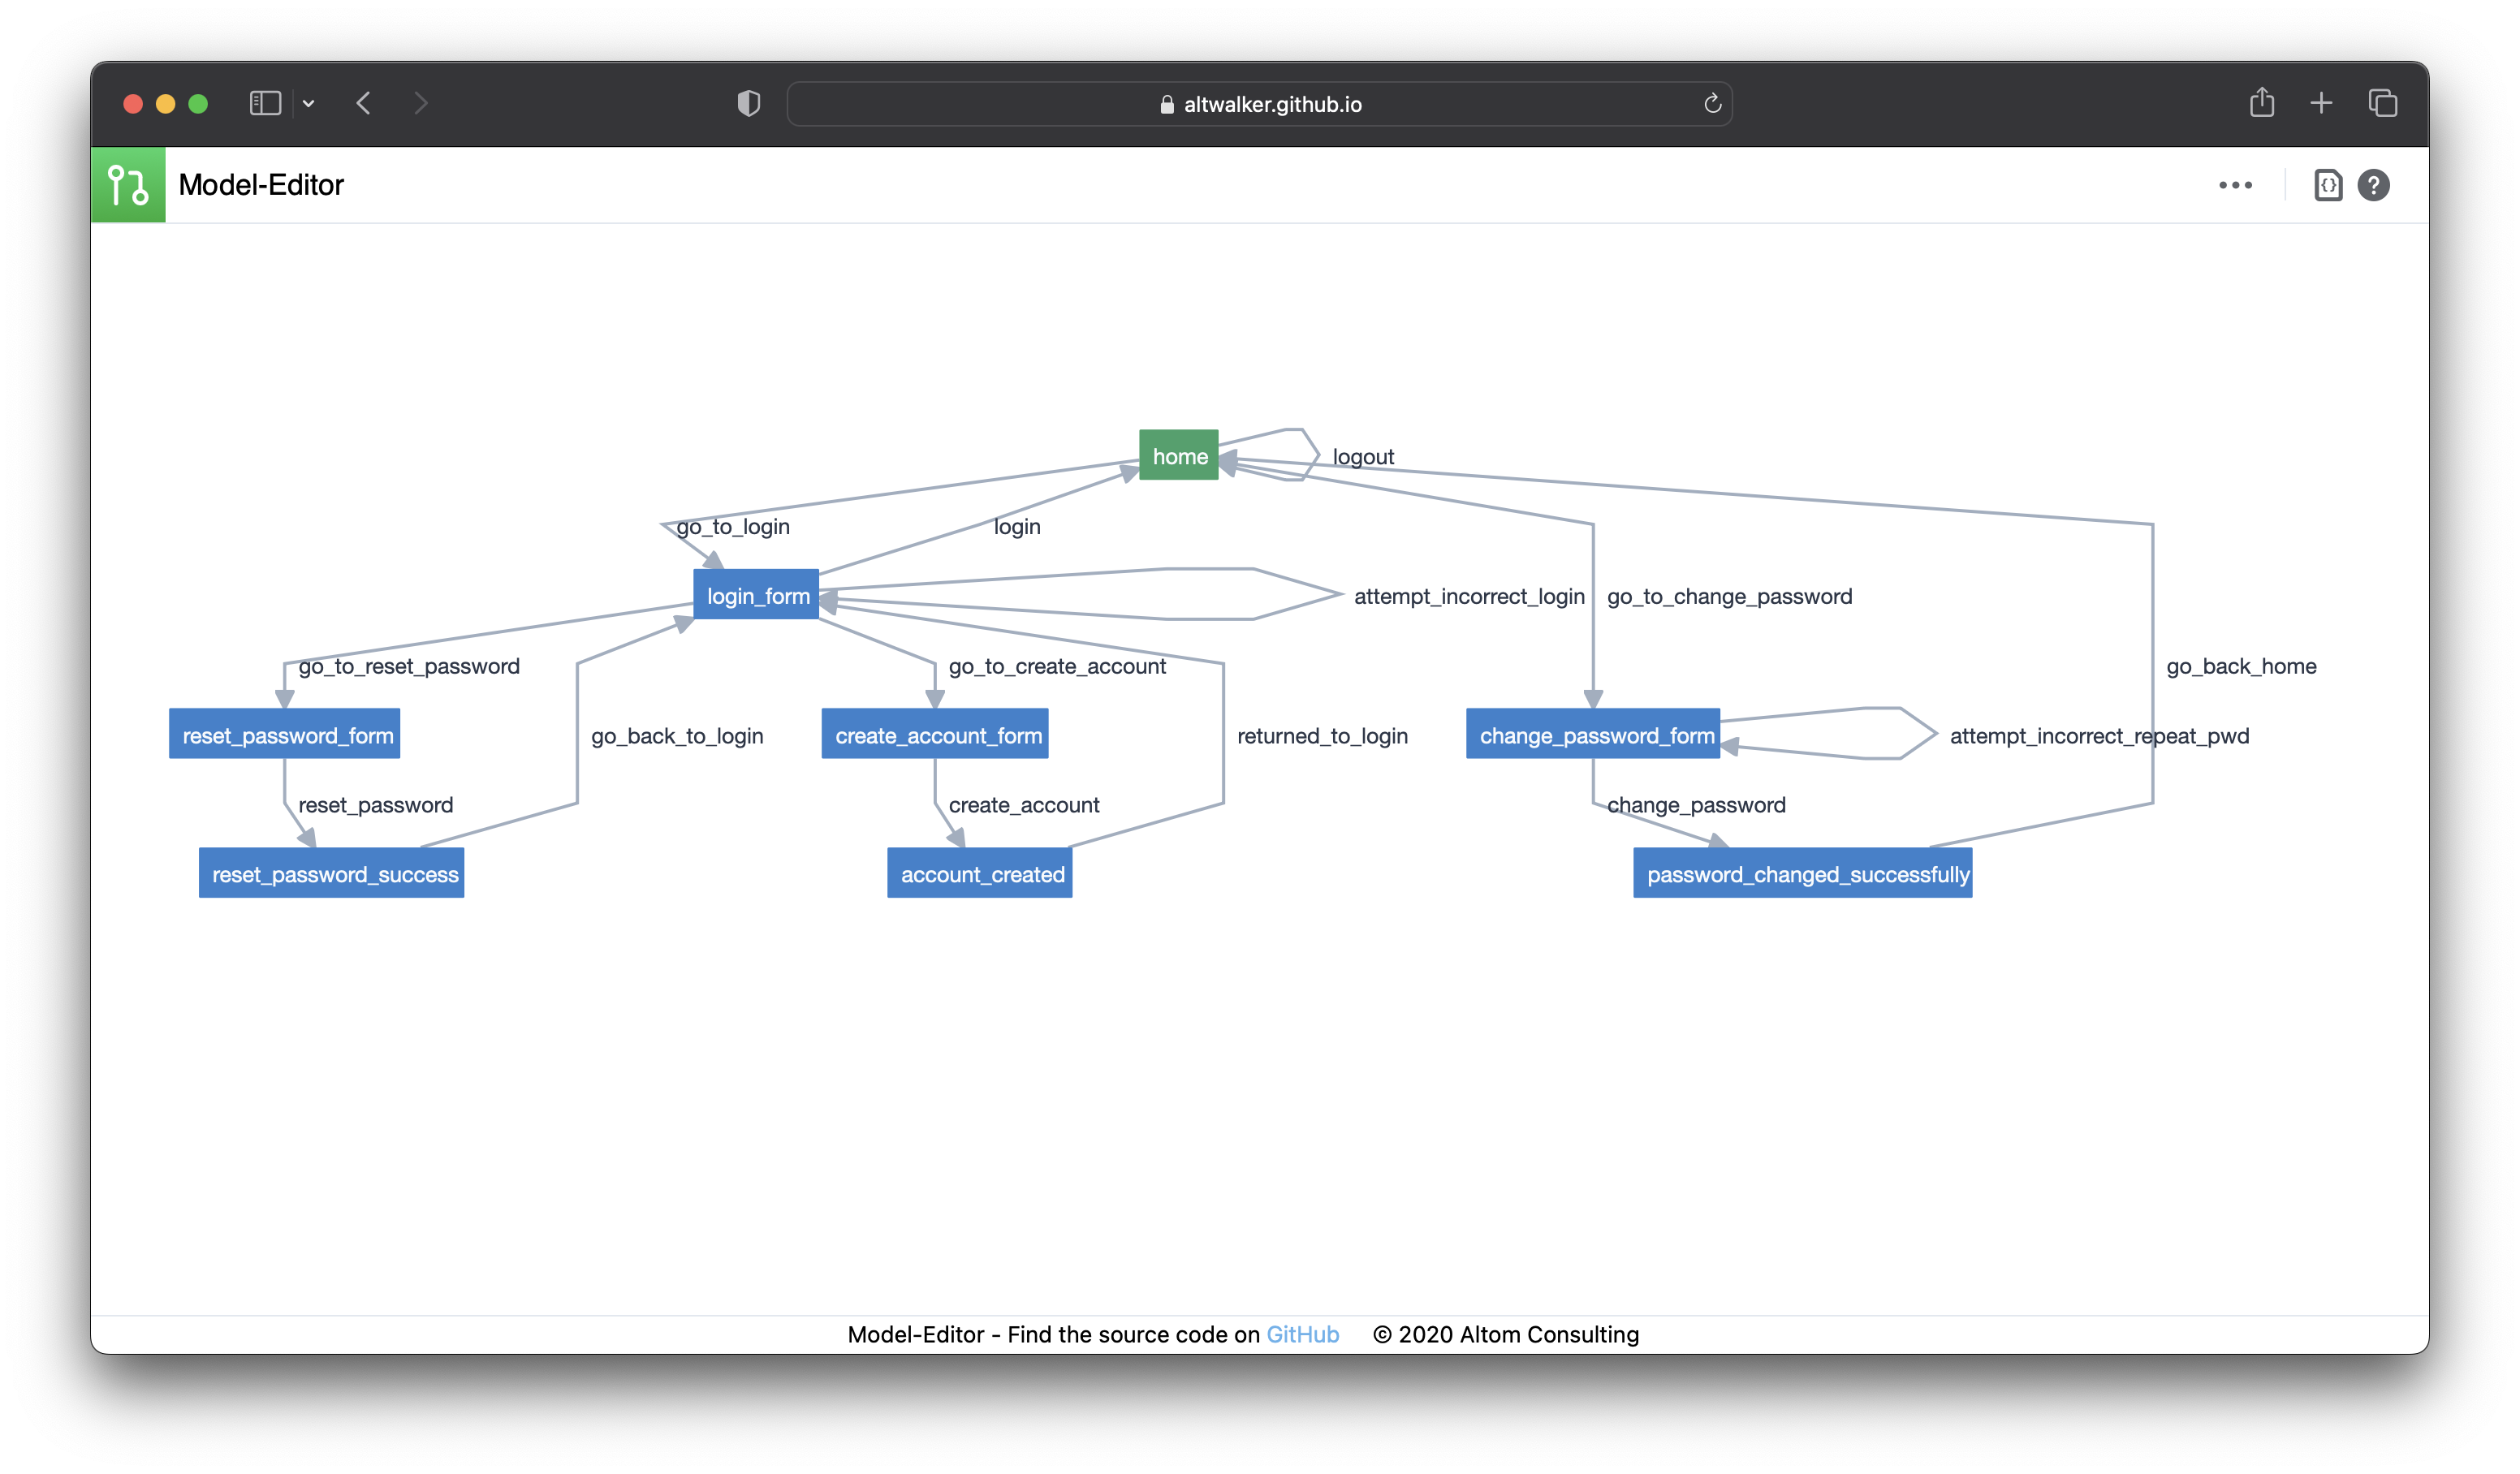 altwalker.github.io
Model-Editor
home
logout
go_to_login
login
login_form
attempt_incorrect_login
go_to_change_password
go_to_reset_password
go_to_create_account
go_back_home
reset_password_form
go_back_to_login
create_account_form
returned_to_login
change_password_form
attempt_incorrect_repeat_pwd
reset_password
create_account
change_password
reset_password_success
account_created
password_changed_successfully
Model-Editor - Find the source code on GitHub © 2020 Altom Consulting